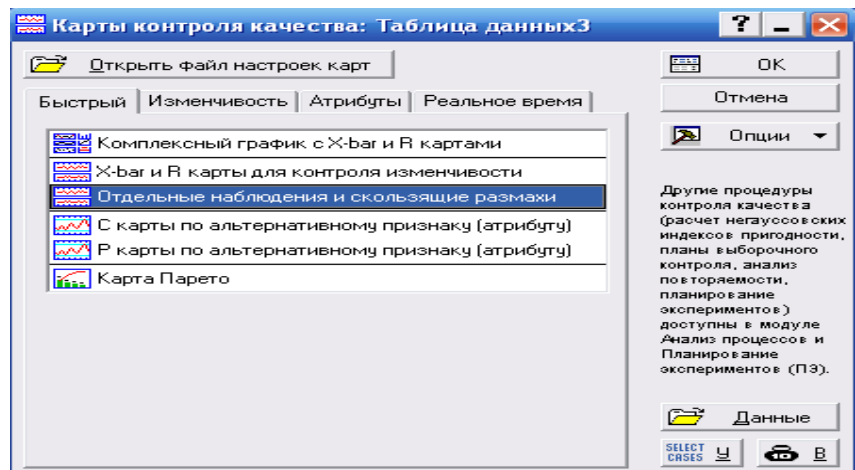 Карты контроля качества: Таблица данных3
Открыть файл настроек карт
Быстрый
Изменчивость
Атрибуты
Реальное время
Комплексный график с X-bar и R картами
X-bar и R карты для контроля изменчивости
Отдельные наблюдения и скользящие размахи
С карты по альтернативному признаку (атрибуту)
Р карты по альтернативному признаку (атрибуту)
Карта Парето
OK
Отмена
Опции
Другие процедуры
контроля качества
(расчет негауссовских
индексов пригодности,
планы выборочного
контроля, анализ
повторяемости,
планирование
экспериментов)
доступны в модуле
Анализ процессов и
Планирование
экспериментов (ПЭ).
Данные
SELECT
CASES
У
В